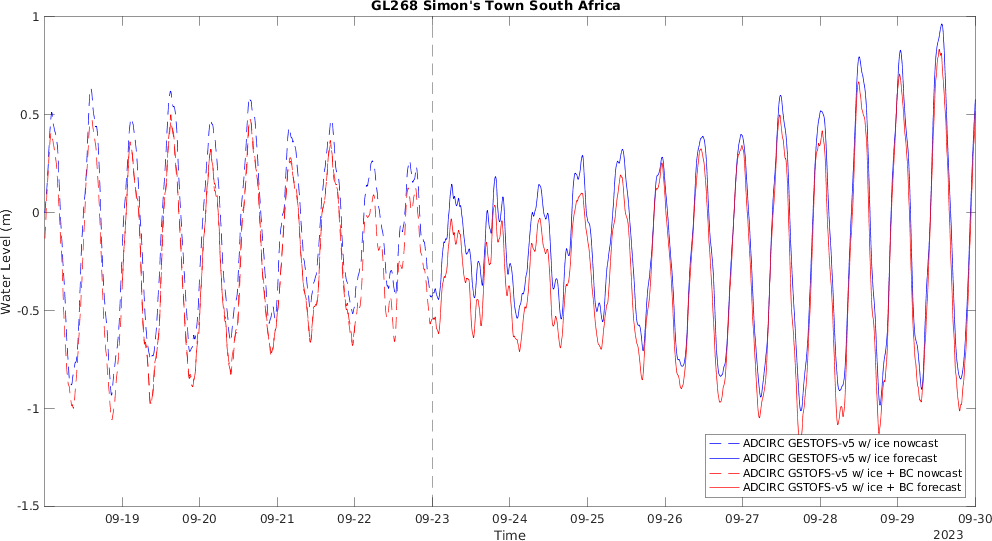 GL268 Simon's Town South Africa
1
0.5
0
-0.5
-1
-1.5
Water Level (m)
ADCIRC GESTOFS-v5 w/ ice nowcast
ADCIRC GESTOFS-v5 w/ ice forecast
ADCIRC GSTOFS-v5 w/ ice + BC nowcast
ADCIRC GSTOFS-v5 w/ ice + BC forecast
09-19 09-20 09-21 09-22 09-23 09-24 09-25 09-26 09-27 09-28 09-29 09-30
Time
2023